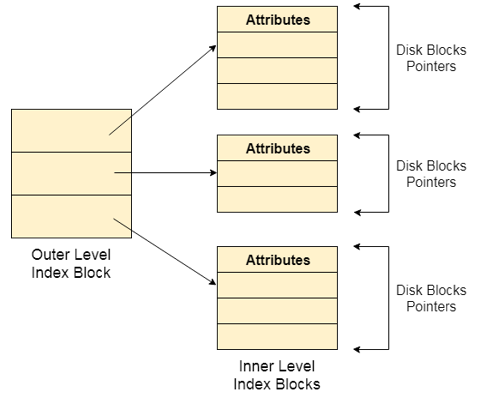 Attributes
Disk Blocks
Pointers
Attributes
Disk Blocks
Pointers
Outer Level
Index Block
Attributes
Disk Blocks
Pointers
Inner Level
Index Blocks